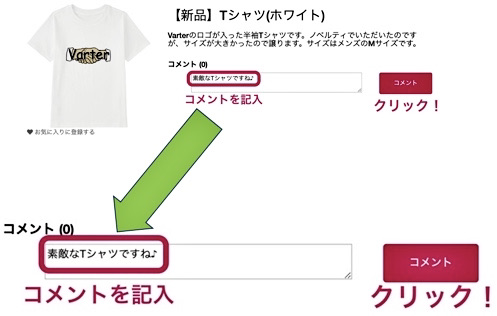 【新品】Tシャツ(ホワイト)
Varter
Varterのロゴが入った半袖Tシャツです。ノベルティでいただいたのです
が、サイズが大きかったので譲ります。サイズはメンズのMサイズです。
コメント (0)
素敵なTシャツですね♪
コメント
コメントを記入
クリック！
♥ お気に入りに登録する
コメント (0)
素敵なTシャツですね♪
コメント
コメントを記入
クリック！